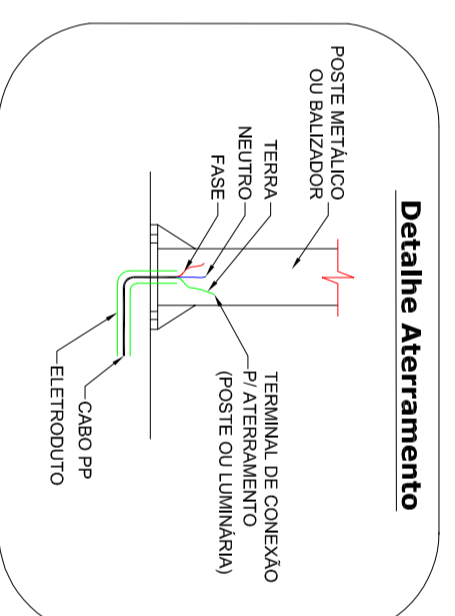 Detalhe Aterramento
POSTE METÁLICO
OU BALIZADOR
TERRA
NEUTRO
FASE
TERMINAL DE CONEXÃO
P/ ATERRAMENTO
(POSTE OU LUMINÁRIA)
CABO PP
ELETRODUTO